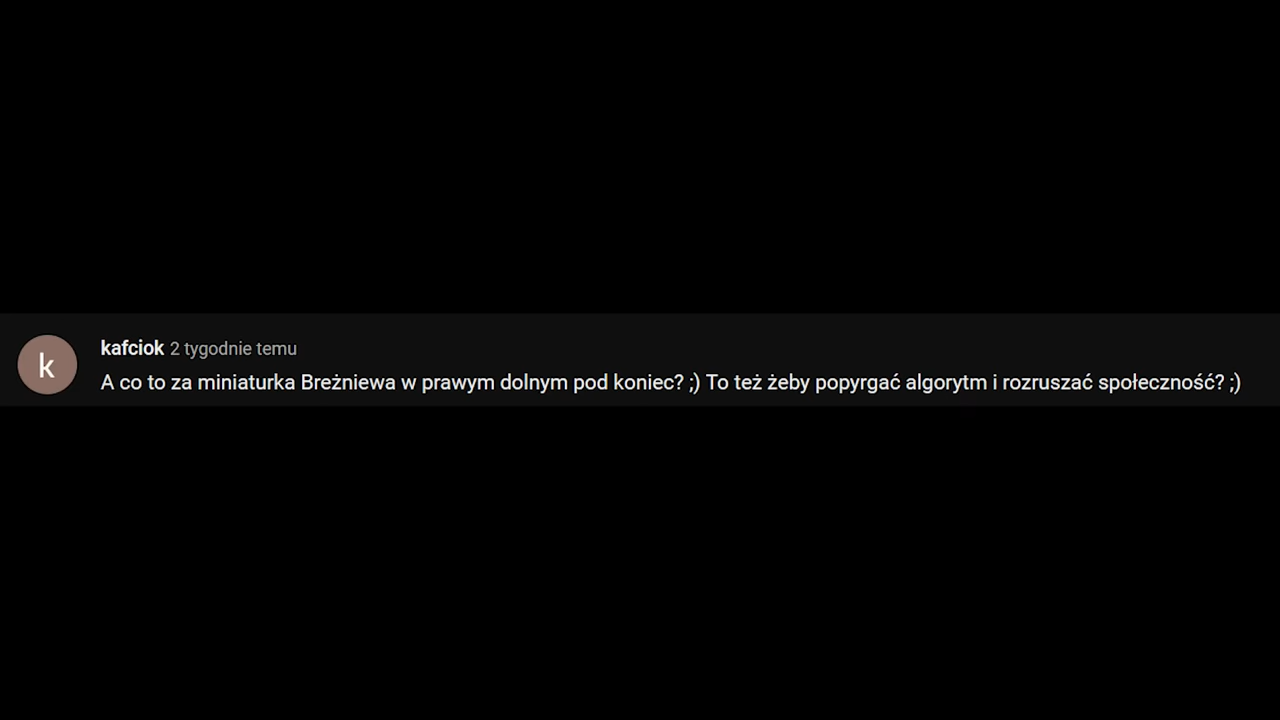 k
kafciok 2 tygodnie temu
A co to za miniaturka Breżniewa w prawym dolnym pod koniec? ;) To też żeby popyrgać algorytm i rozruszać społeczność? ;)